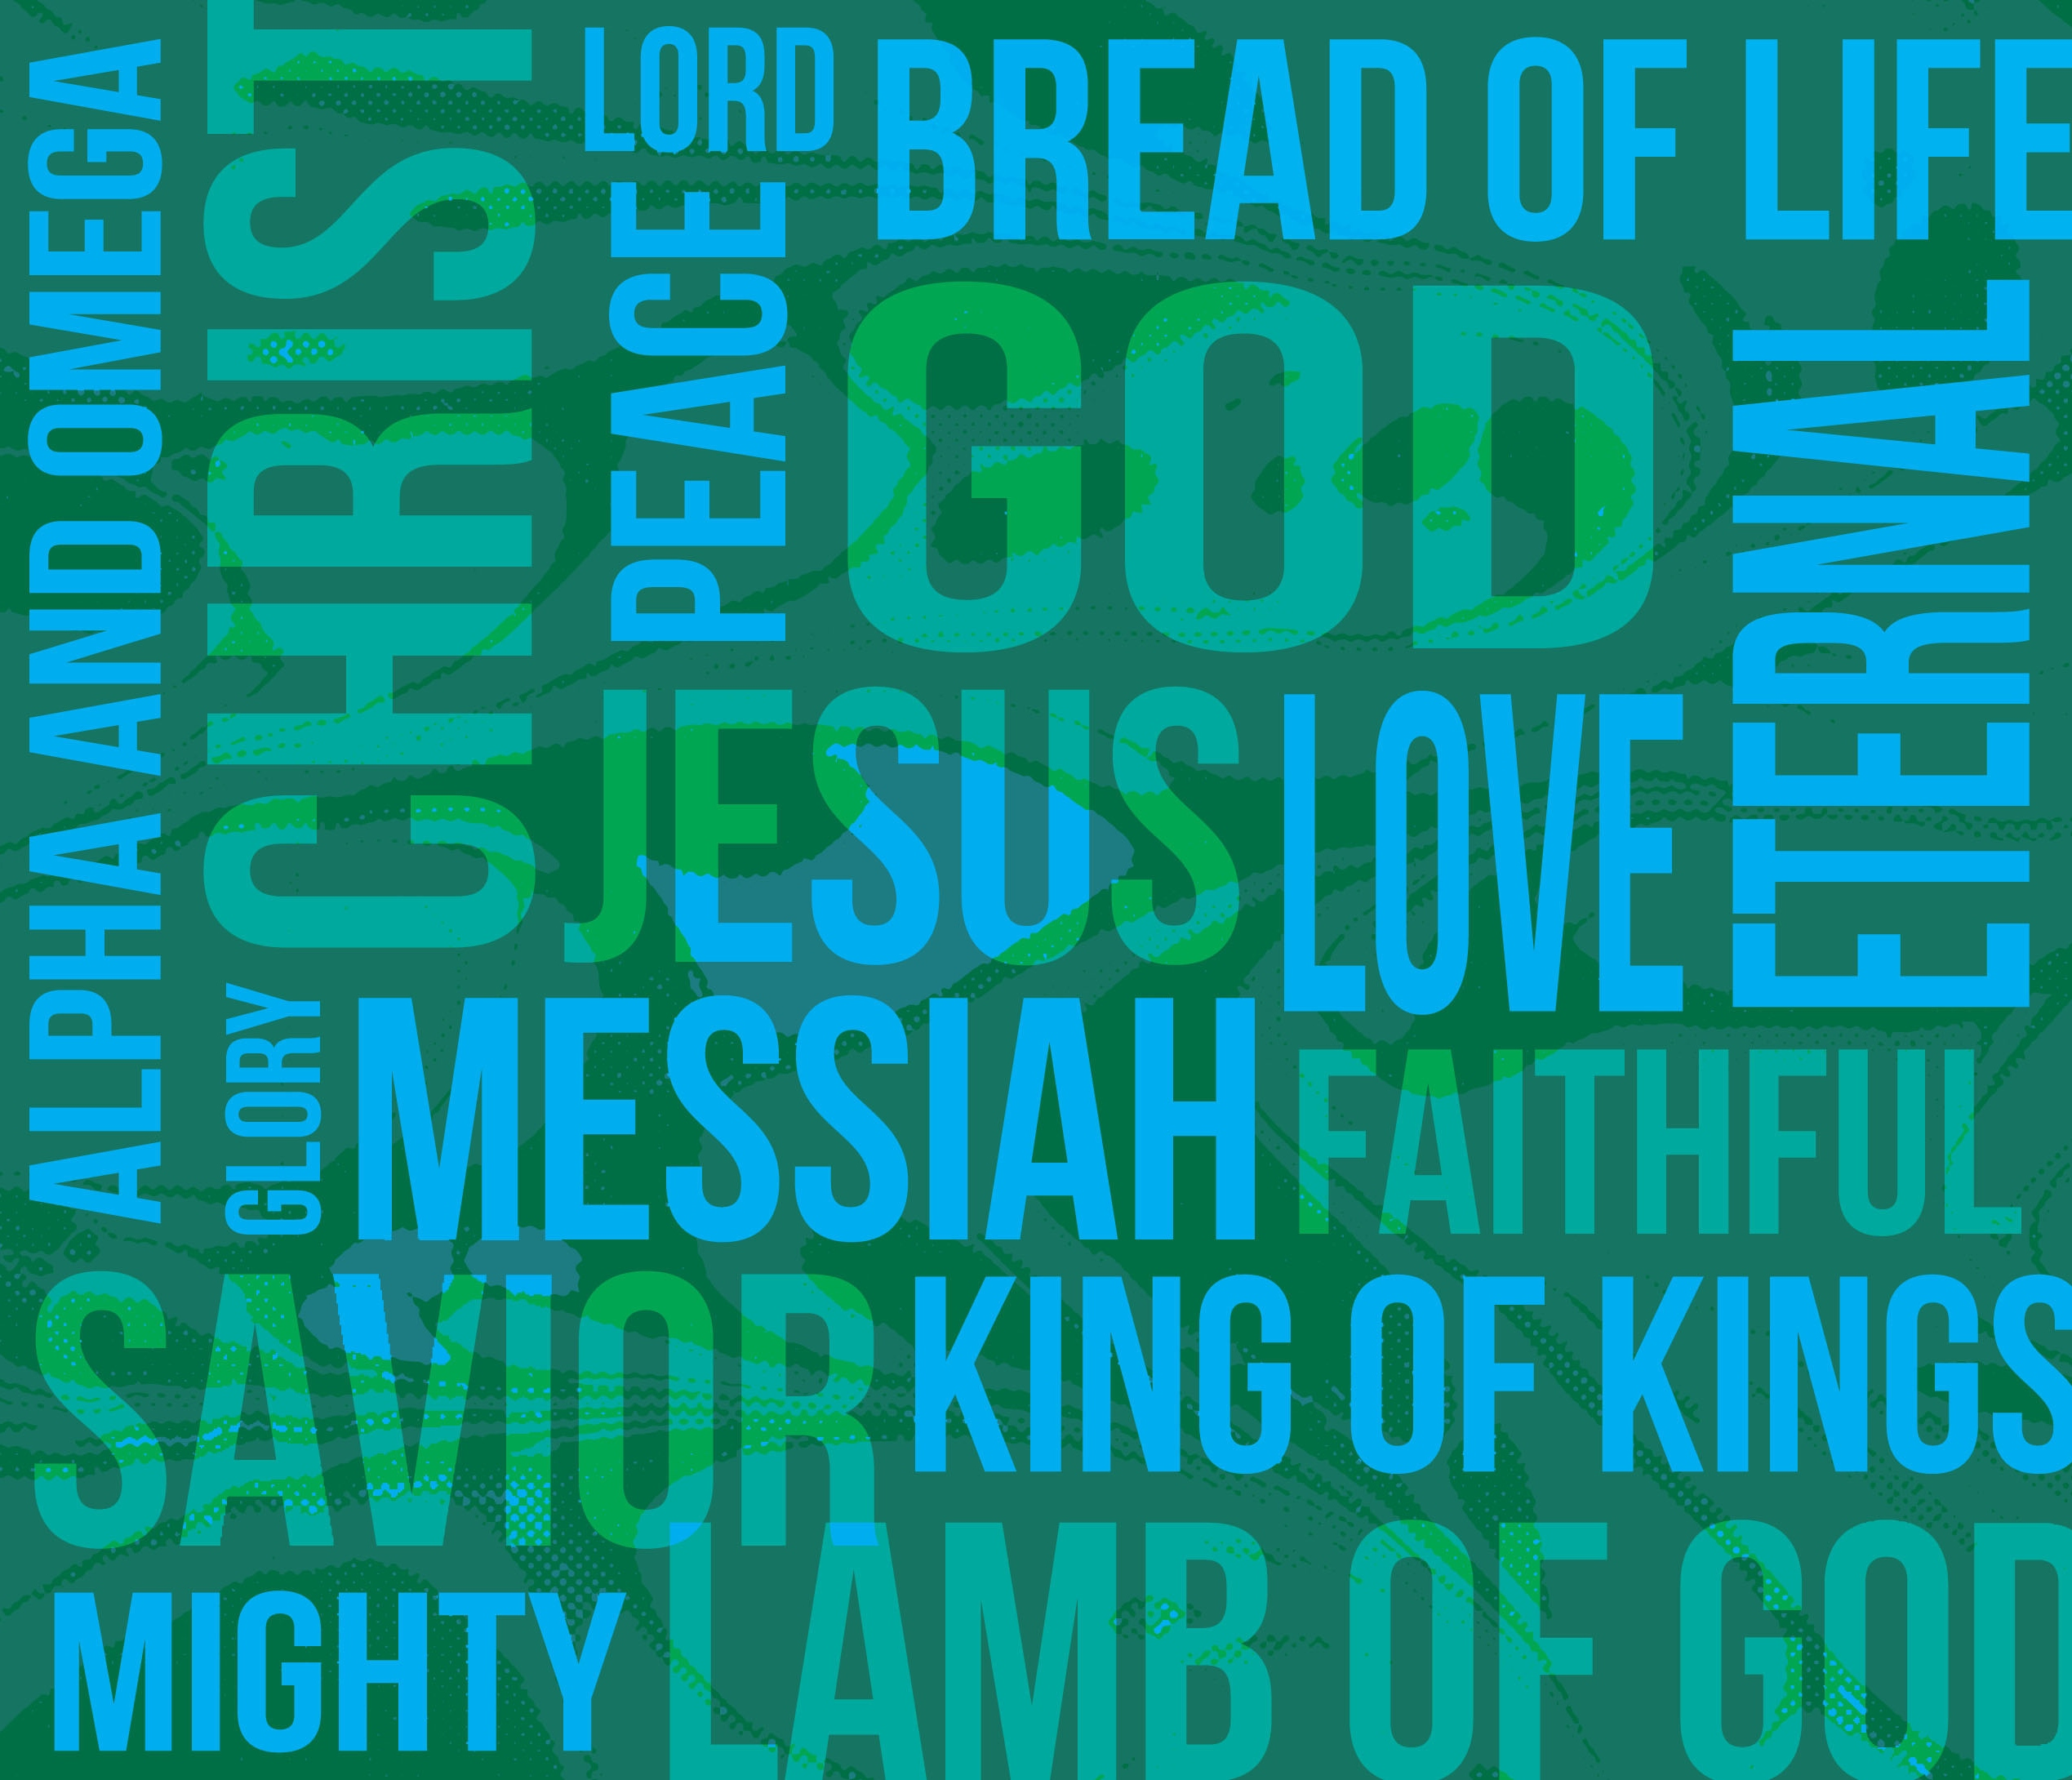 ALPHA AND OMEGA
CHRIST
LORD
BREAD OF LIFE
PEACE
GOD
ETERNAL
JESUS
LOVE
GLORY
MESSIAH
FAITHFUL
SAVIOR
KING OF KINGS
MIGHTY
LAMB OF GOD